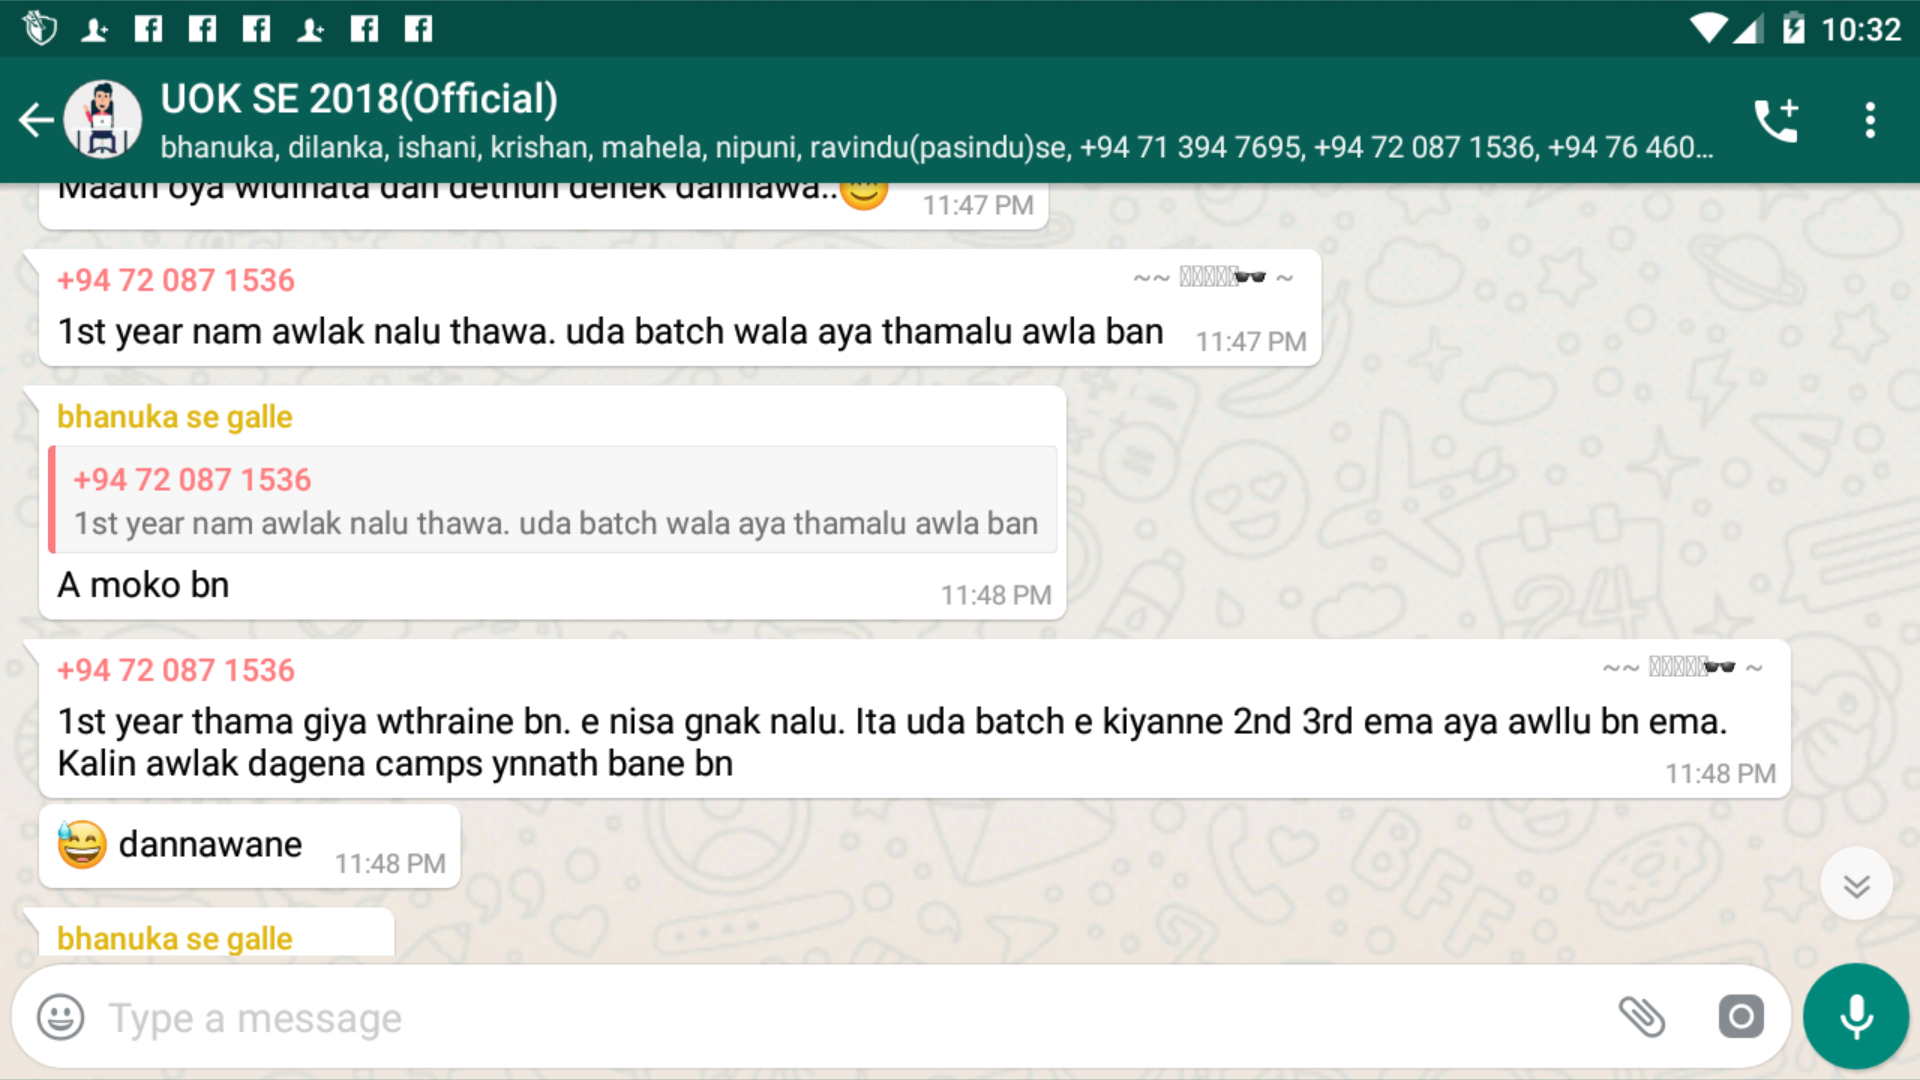 10:32
UOK SE 2018(Official)
bhanuka, dilanka, ishani, krishan, mahela, nipuni, ravindu(pasindu)se, +94 71 394 7695, +94 72 087 1536, +94 76 460...
Maath oya widihata dan dethun denek dannawa..😊 11:47 PM
+94 72 087 1536 ~~ 🕶 ~
1st year nam awlak nalu thawa. uda batch wala aya thamalu awla ban 11:47 PM
bhanuka se galle
+94 72 087 1536
1st year nam awlak nalu thawa. uda batch wala aya thamalu awla ban
A moko bn 11:48 PM
+94 72 087 1536 ~~ 🕶 ~
1st year thama giya wthraine bn. e nisa gnak nalu. Ita uda batch e kiyanne 2nd 3rd ema aya awllu bn ema.
Kalin awlak dagena camps ynnath bane bn 11:48 PM
😅 dannawane 11:48 PM
bhanuka se galle
Type a message